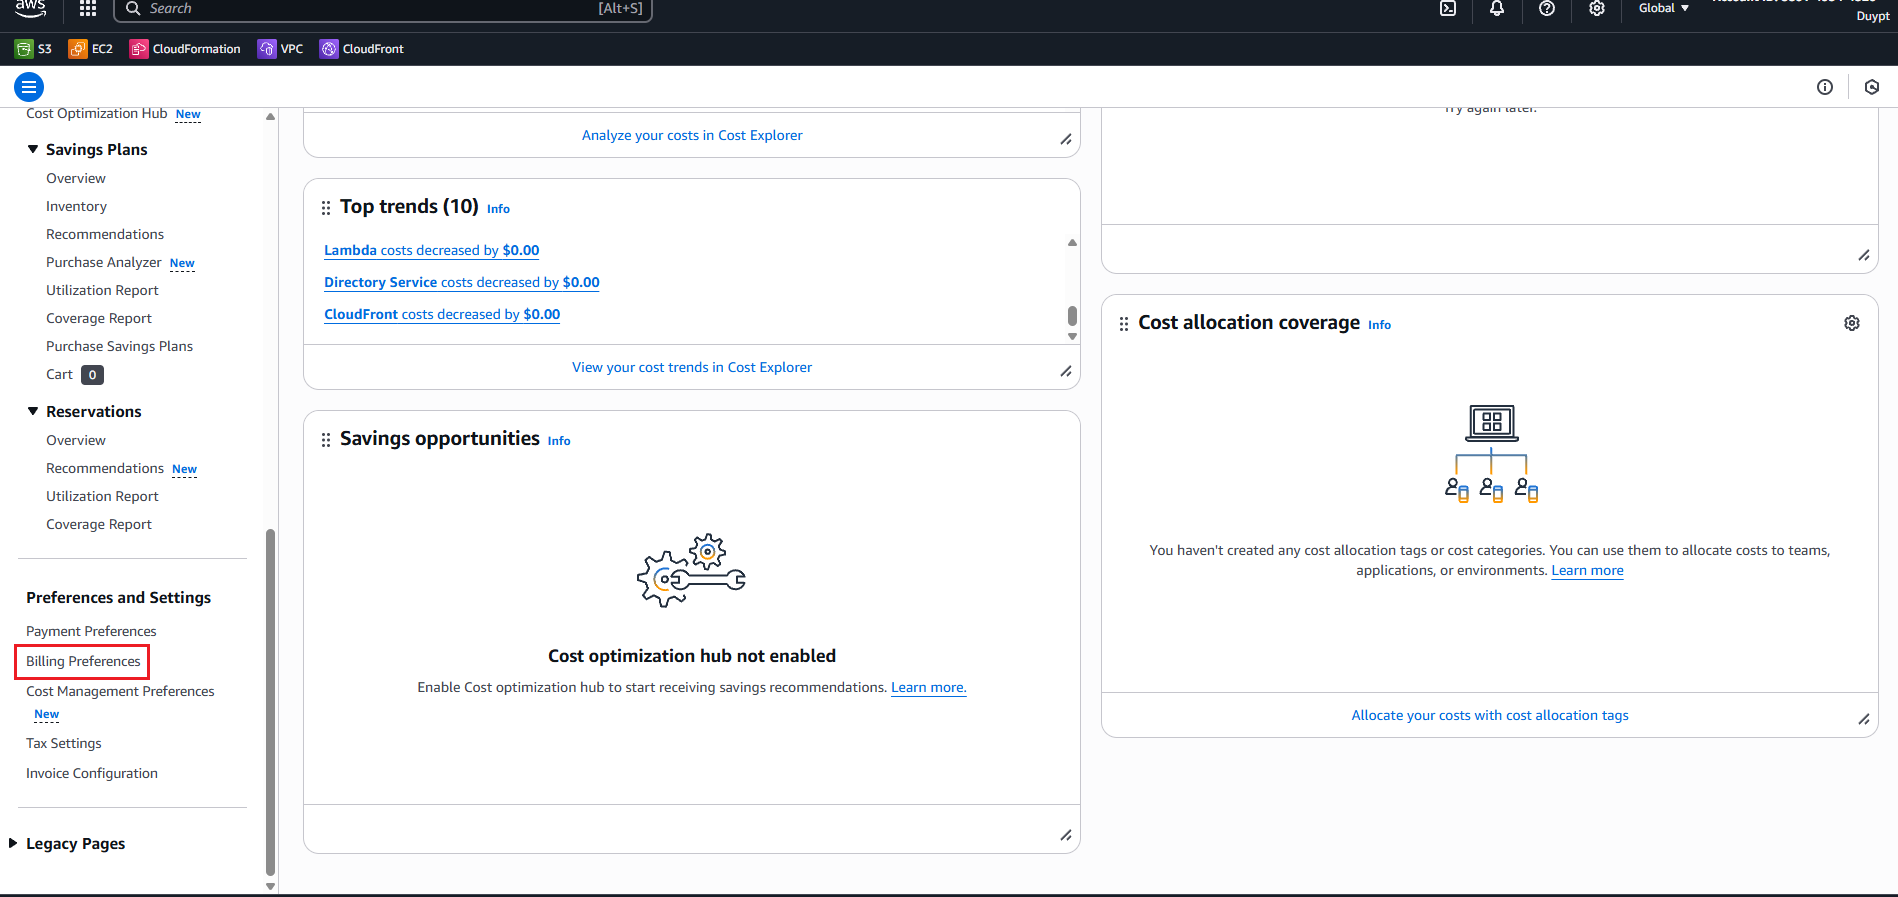 aws
Search
[Alt+S]
Global
Duypt
S3
EC2
CloudFormation
VPC
CloudFront
Cost Optimization Hub New
Savings Plans
Overview
Inventory
Recommendations
Purchase Analyzer New
Utilization Report
Coverage Report
Purchase Savings Plans
Cart 0
Reservations
Overview
Recommendations New
Utilization Report
Coverage Report
Preferences and Settings
Payment Preferences
Billing Preferences
Cost Management Preferences
New
Tax Settings
Invoice Configuration
Legacy Pages
Analyze your costs in Cost Explorer
Top trends (10) Info
Lambda costs decreased by $0.00
Directory Service costs decreased by $0.00
CloudFront costs decreased by $0.00
View your cost trends in Cost Explorer
Savings opportunities Info
Cost optimization hub not enabled
Enable Cost optimization hub to start receiving savings recommendations. Learn more.
Try again later.
Cost allocation coverage Info
You haven't created any cost allocation tags or cost categories. You can use them to allocate costs to teams,
applications, or environments. Learn more
Allocate your costs with cost allocation tags